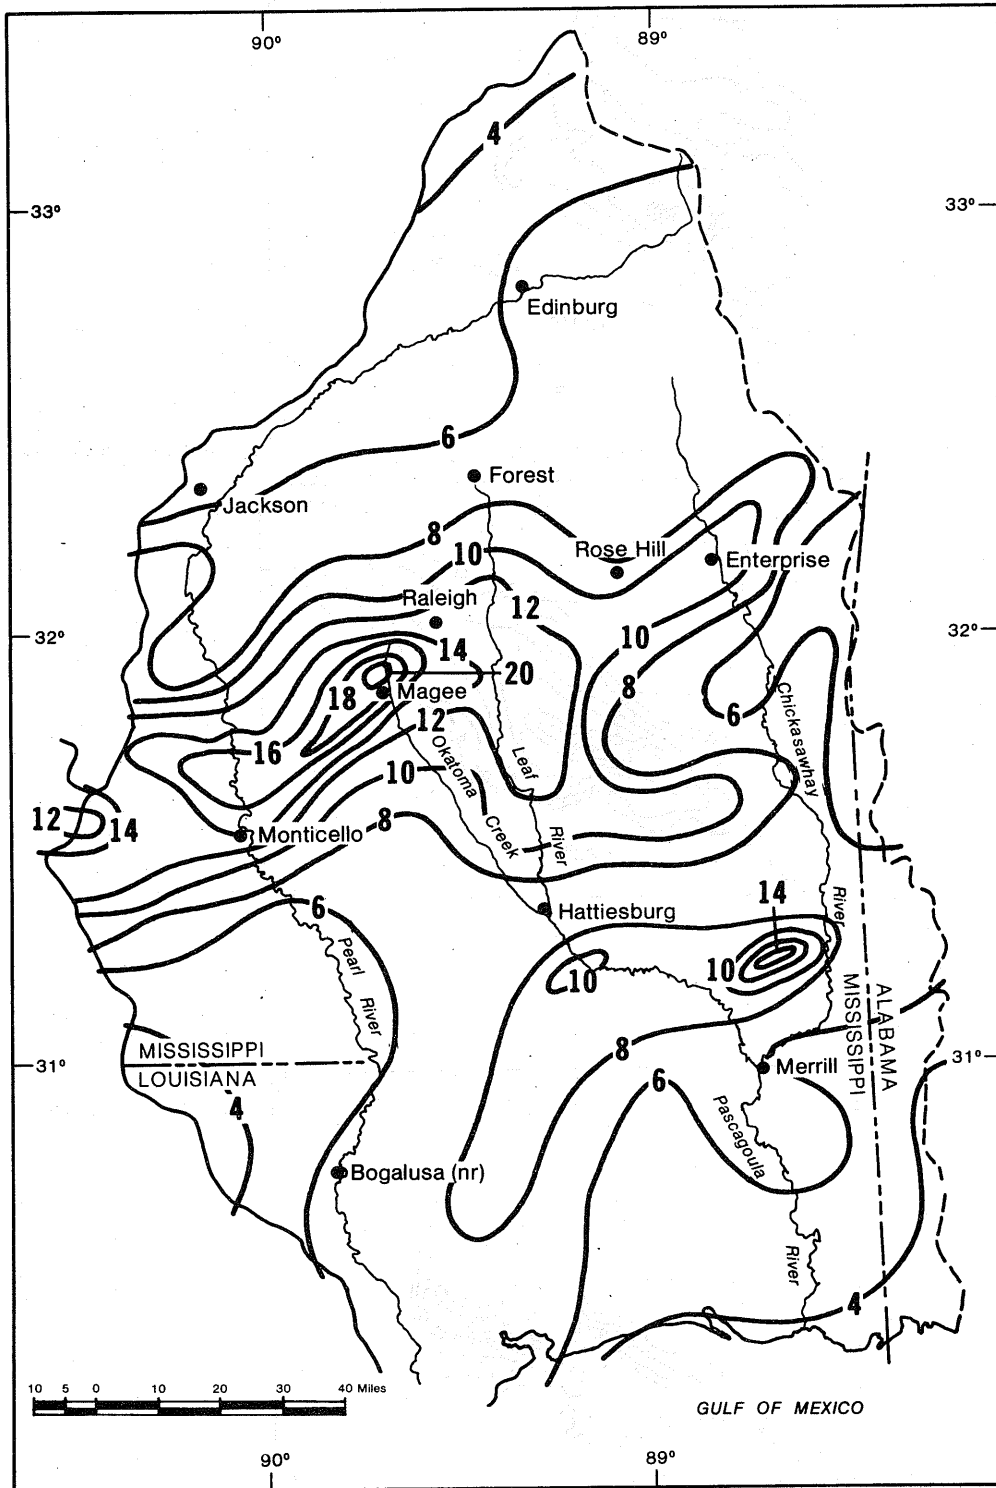 90° 89°
4
33° 33°
Edinburg
6
Forest
Jackson
8
10
Rose Hill
Enterprise
Raleigh
12
32° 32°
10
14
20
8
18
Magee
12
6
Chickasawhay
16
Okatoma
Leaf
10
12
14
8
Monticello
Creek
River
6
14
River
Hattiesburg
Pearl
10
10
River
MISSISSIPPI
ALABAMA
8
MISSISSIPPI
31° 31°
LOUISIANA
Merrill
6
4
Pascagoula
Bogalusa (nr)
River
4
10 5 0 10 20 30 40 Miles
GULF OF MEXICO
90° 89°